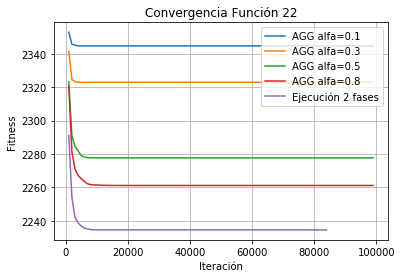 Convergencia Función 22
Fitness
2340
2320
2300
2280
2260
2240
AGG alfa=0.1
AGG alfa=0.3
AGG alfa=0.5
AGG alfa=0.8
Ejecución 2 fases
0
20000
40000
60000
80000
100000
Iteración